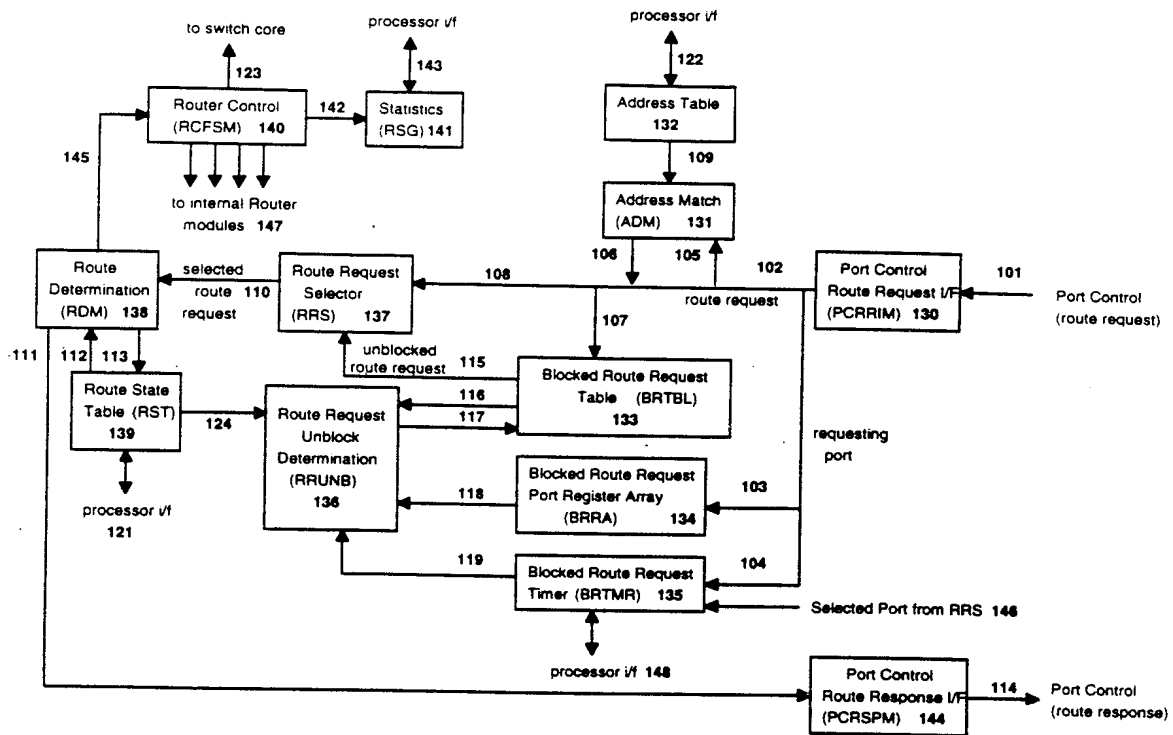 to switch core
123
processor i/f
143
processor i/f
122
Router Control
(RCFSM) 140
142
Statistics
(RSG) 141
Address Table
132
145
109
to internal Router
modules 147
Address Match
(ADM) 131
106
105
Route
Determination
(RDM) 138
selected
route 110
request
Route Request
Selector
(RRS) 137
108
102
route request
Port Control
Route Request I/F
(PCRRIM) 130
101
Port Control
(route request)
107
111
112
113
unblocked
route request
115
Route State
Table (RST)
139
124
116
117
Blocked Route Request
Table (BRTBL)
133
Route Request
Unblock
Determination
(RRUNB)
136
requesting
port
processor i/f
121
118
Blocked Route Request
Port Register Array
(BRRA) 134
103
119
Blocked Route Request
Timer (BRTMR) 135
104
Selected Port from RRS 146
processor i/f 148
Port Control
Route Response I/F
(PCRSPM) 144
114
Port Control
(route response)